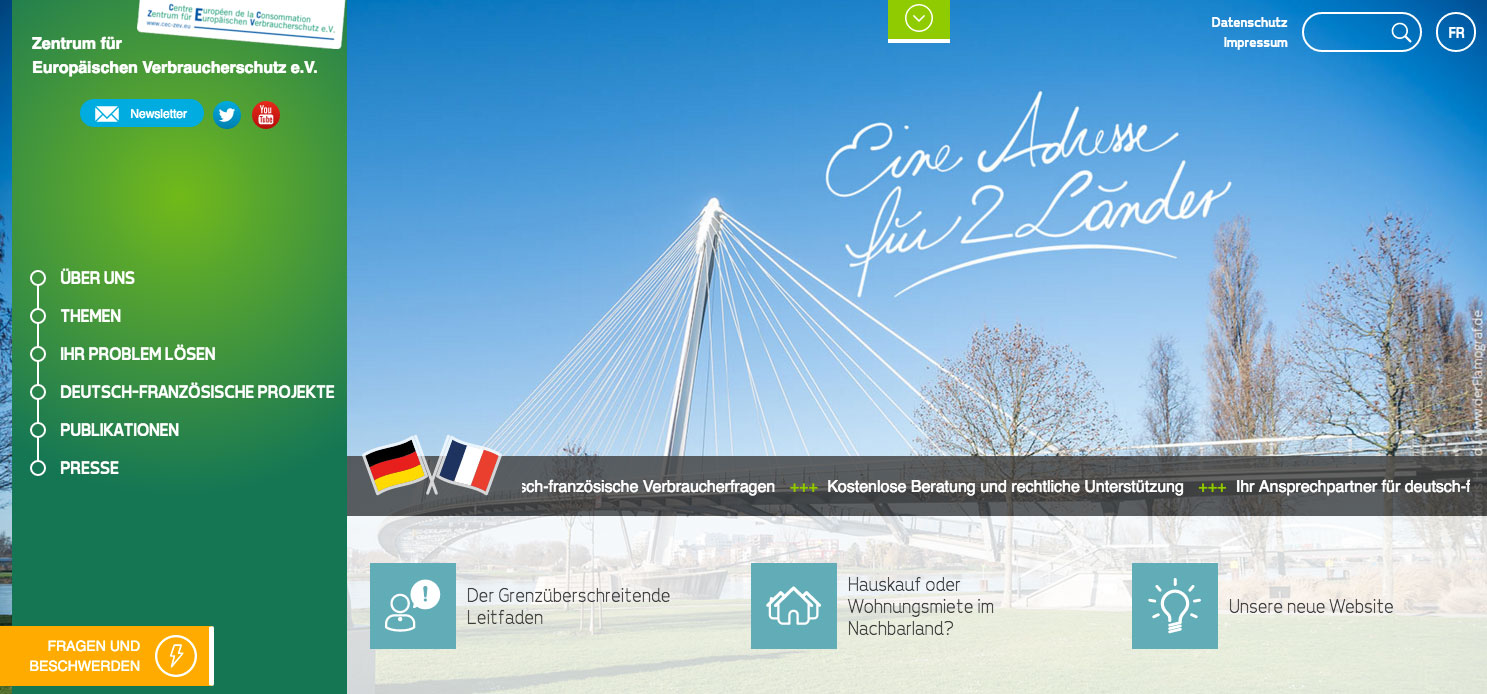 Centre Européen de la Consommation
Zentrum für Europäischen Verbraucherschutz e.V.
www.cec-zev.eu
Zentrum für
Europäischen Verbraucherschutz e.V.
Newsletter
You
Tube
ÜBER UNS
THEMEN
IHR PROBLEM LÖSEN
DEUTSCH-FRANZÖSISCHE PROJEKTE
PUBLIKATIONEN
PRESSE
FRAGEN UND
BESCHWERDEN
Datenschutz
Impressum
FR
Eine Adresse
für 2 Länder
sch-französische Verbraucherfragen +++ Kostenlose Beratung und rechtliche Unterstützung +++ Ihr Ansprechpartner für deutsch-f
Der Grenzüberschreitende
Leitfaden
Hauskauf oder
Wohnungsmiete im
Nachbarland?
Unsere neue Website